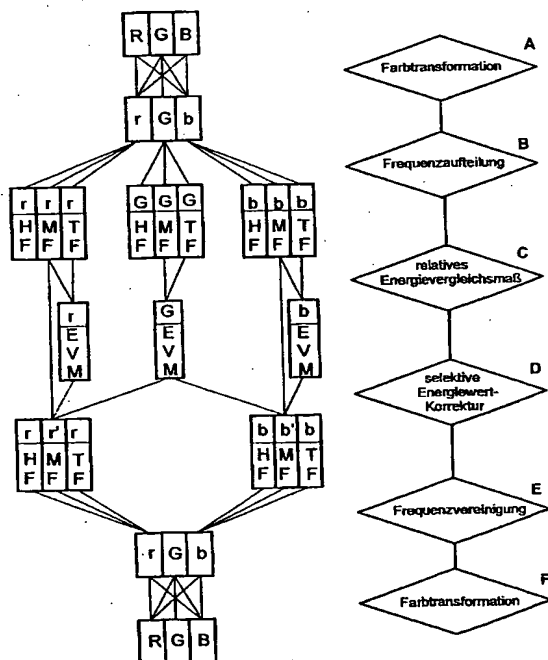 R G B
r G b
r r r
H M T
F F F
G G G
H M T
F F F
b b b
H M T
F F F
r
E
V
M
G
E
V
M
b
E
V
M
r r' r
H M T
F F F
b b' b
H M T
F F F
r G b
R G B
A
Farbtransformation
B
Frequenzaufteilung
C
relatives
Energievergleichsmaß
D
selektive
Energiewert-
Korrektur
E
Frequenzvereinigung
F
Farbtransformation